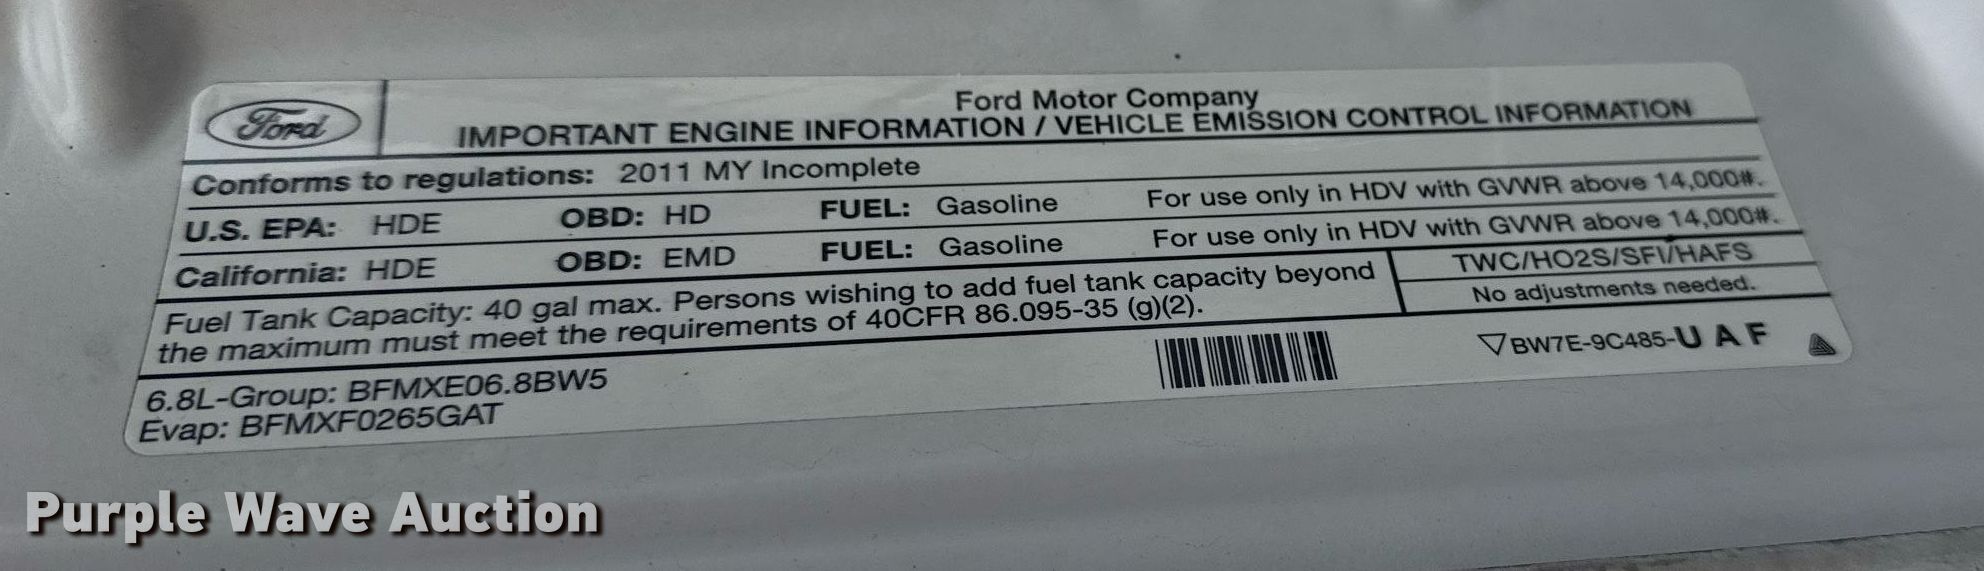 Ford
Ford Motor Company
IMPORTANT ENGINE INFORMATION / VEHICLE EMISSION CONTROL INFORMATION
Conforms to regulations: 2011 MY Incomplete
U.S. EPA: HDE OBD: HD FUEL: Gasoline For use only in HDV with GVWR above 14,000#.
California: HDE OBD: EMD FUEL: Gasoline For use only in HDV with GVWR above 14,000#.
Fuel Tank Capacity: 40 gal max. Persons wishing to add fuel tank capacity beyond
the maximum must meet the requirements of 40CFR 86.095-35 (g)(2).
TWC/HO2S/SFI/HAFS
No adjustments needed.
6.8L-Group: BFMXE06.8BW5
Evap: BFMXF0265GAT
▽BW7E-9C485-U A F
Purple Wave Auction